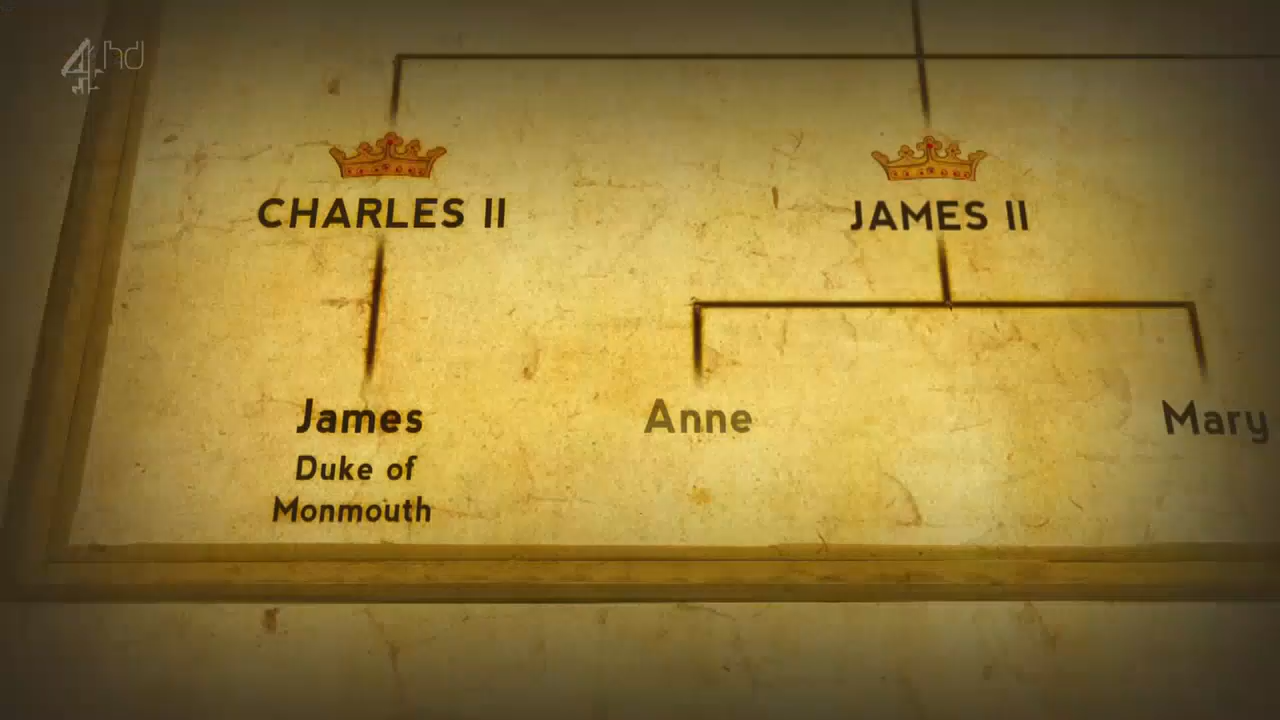 4hd
CHARLES II
JAMES II
James
Duke of
Monmouth
Anne
Mary